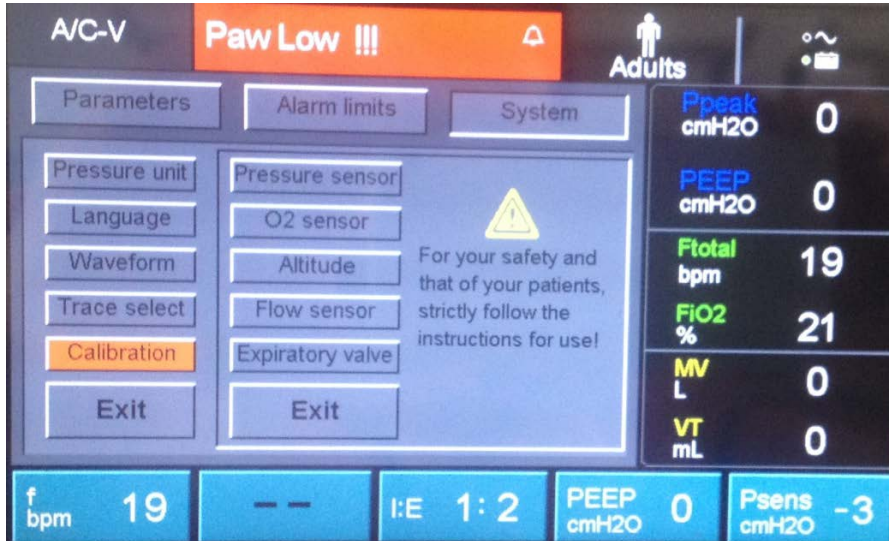 A/C-V
Paw Low !!!
Adults
Parameters
Alarm limits
System
Pressure unit
Language
Waveform
Trace select
Calibration
Exit
Pressure sensor
O2 sensor
Altitude
Flow sensor
Expiratory valve
Exit
!
For your safety and
that of your patients,
strictly follow the
instructions for use!
Ppeak
cmH2O 0
PEEP
cmH2O 0
Ftotal
bpm 19
FiO2
% 21
MV
L 0
VT
mL 0
f
bpm 19
--
I:E 1:2
PEEP
cmH2O 0
Psens
cmH2O -3